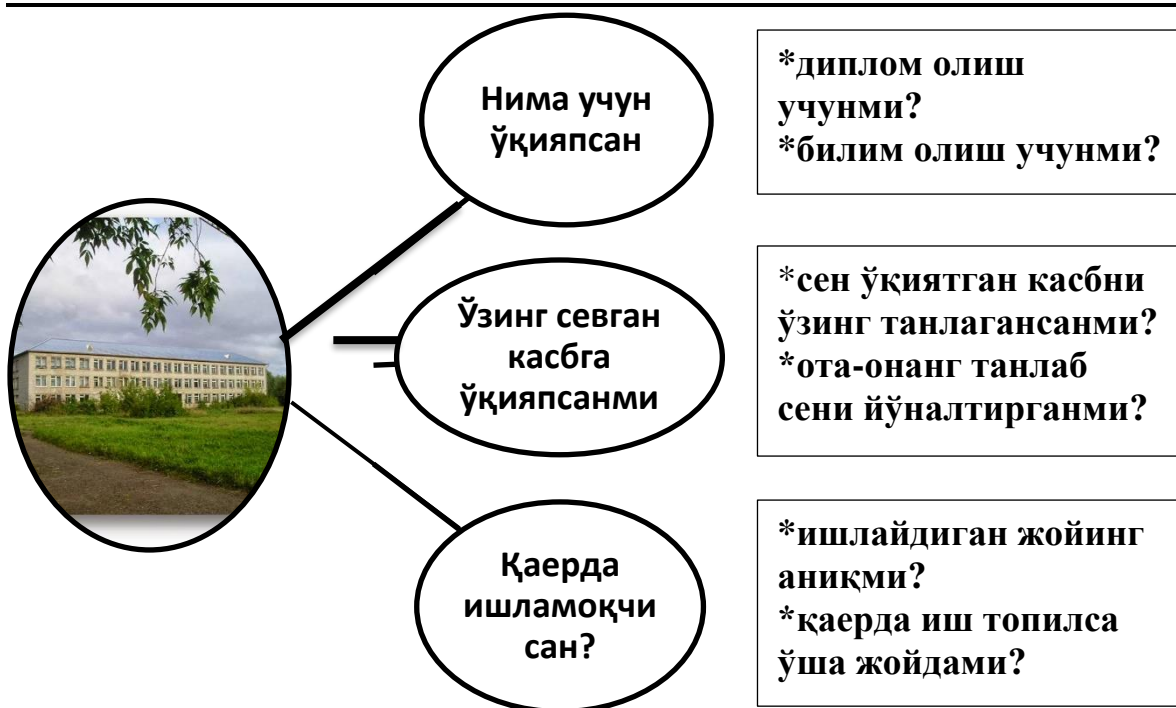 Нима учун
ўқияпсан
*диплом олиш
учунми?
*билим олиш учунми?
Ўзинг севган
касбга
ўқияпсанми
*сен ўқиятган касбни
ўзинг танлагансанми?
*ота-онанг танлаб
сени йўналтирганми?
Қаерда
ишламоқчи
сан?
*ишлайдиган жойинг
аниқми?
*қаерда иш топилса
ўша жойдами?